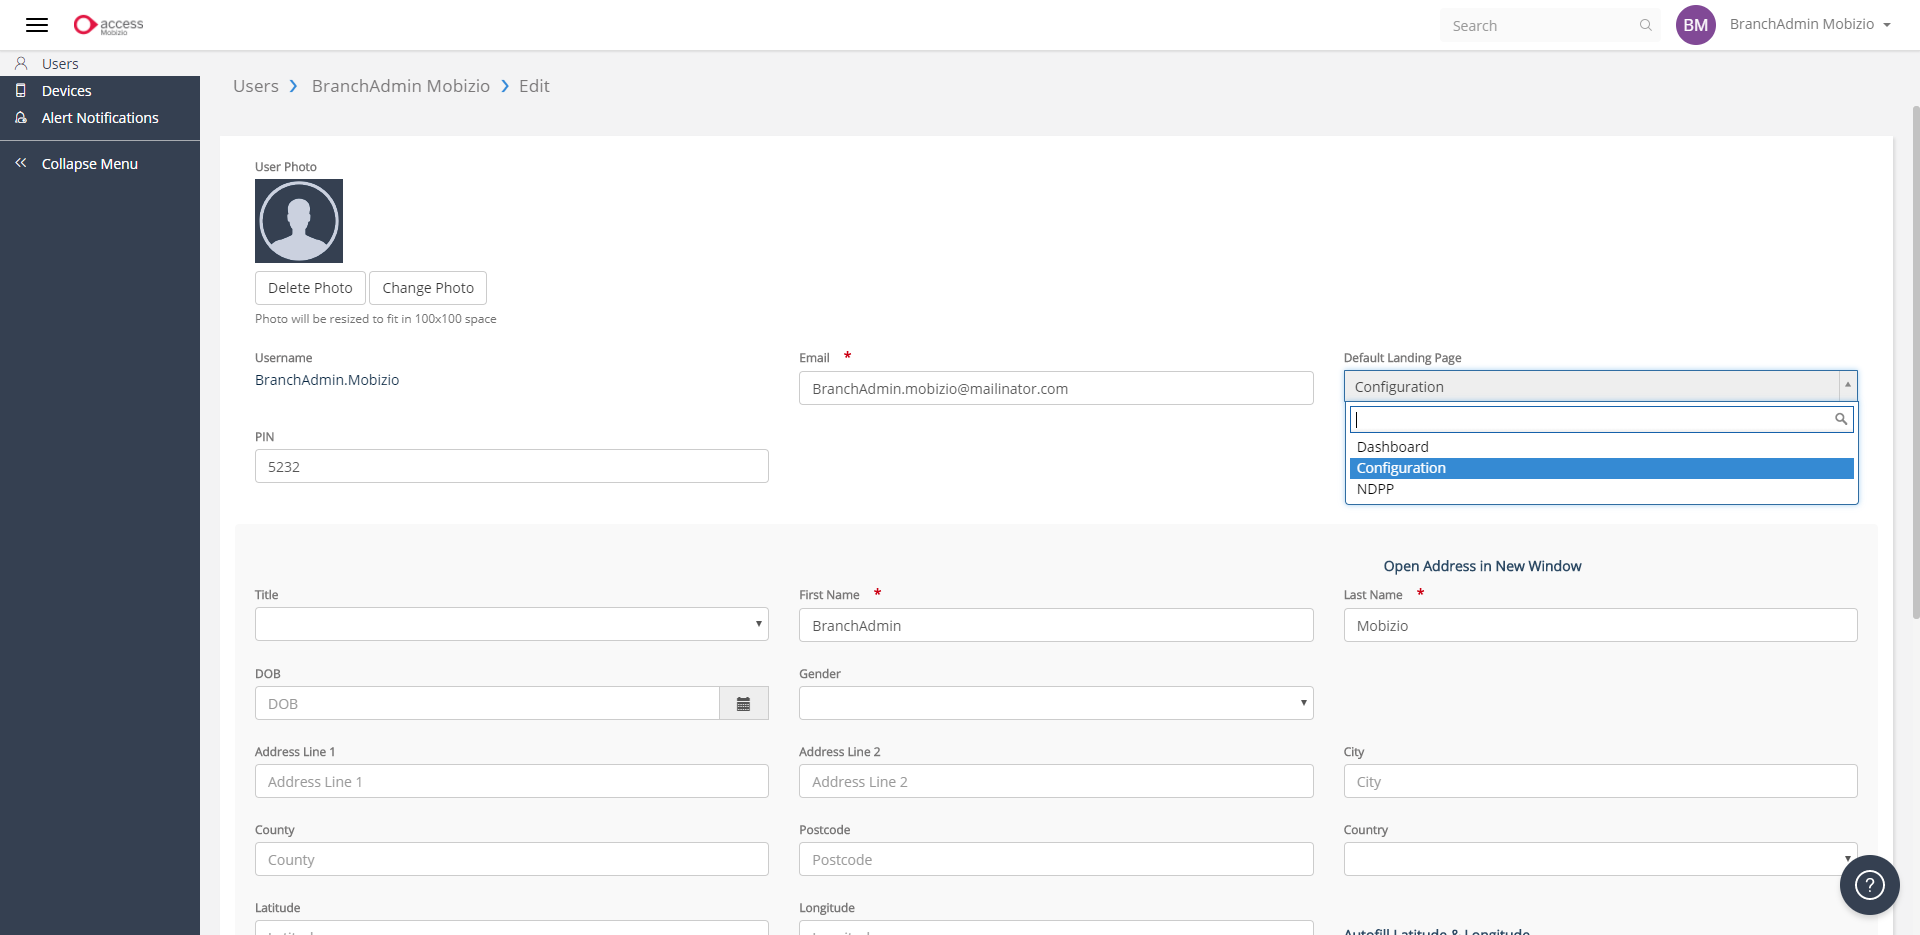 access
Mobizio
Search
BM
BranchAdmin Mobizio
Users
Devices
Alert Notifications
Collapse Menu
Users BranchAdmin Mobizio Edit
User Photo
Delete Photo
Change Photo
Photo will be resized to fit in 100x100 space
Username
BranchAdmin.Mobizio
Email *
BranchAdmin.mobizio@mailinator.com
Default Landing Page
Configuration
Dashboard
Configuration
NDPP
PIN
5232
Open Address in New Window
Title
First Name *
BranchAdmin
Last Name *
Mobizio
DOB
DOB
Gender
Address Line 1
Address Line 1
Address Line 2
Address Line 2
City
City
County
County
Postcode
Postcode
Country
?
Latitude
Longitude
Autofill Latitude & Longitude